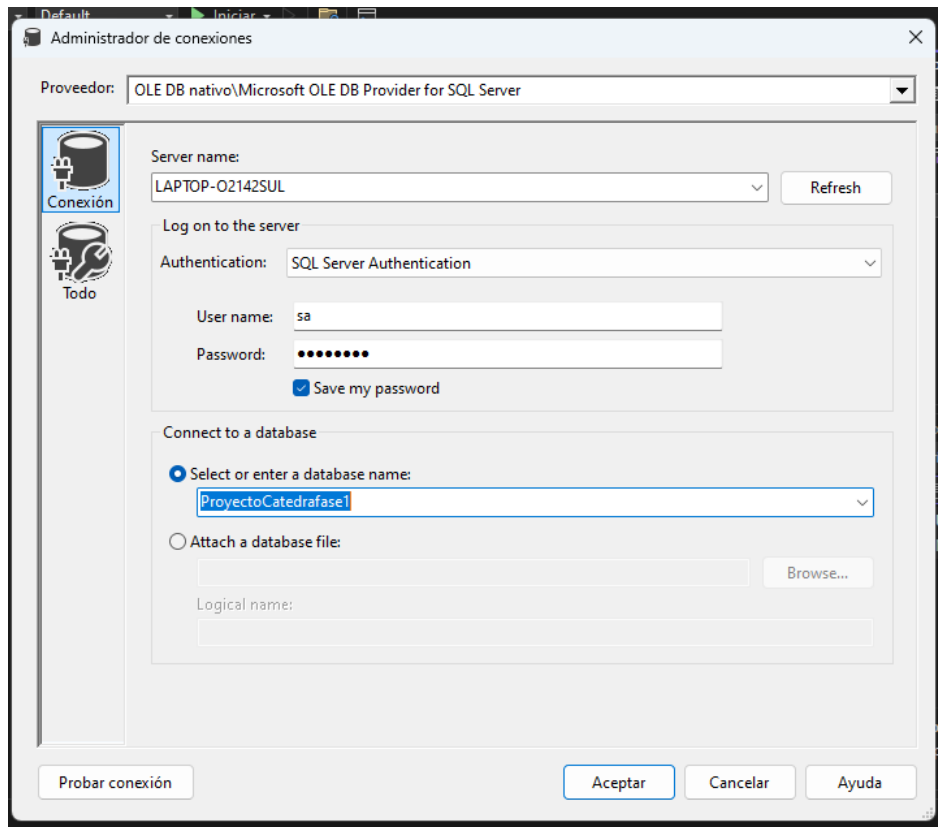 Default
Iniciar
Administrador de conexiones
Proveedor:
OLE DB nativo\Microsoft OLE DB Provider for SQL Server
Conexión
Todo
Server name:
LAPTOP-O2142SUL
Refresh
Log on to the server
Authentication:
SQL Server Authentication
User name:
sa
Password:
●●●●●●●●
Save my password
Connect to a database
Select or enter a database name:
ProyectoCatedrafase1
Attach a database file:
Browse...
Logical name:
Probar conexión
Aceptar
Cancelar
Ayuda